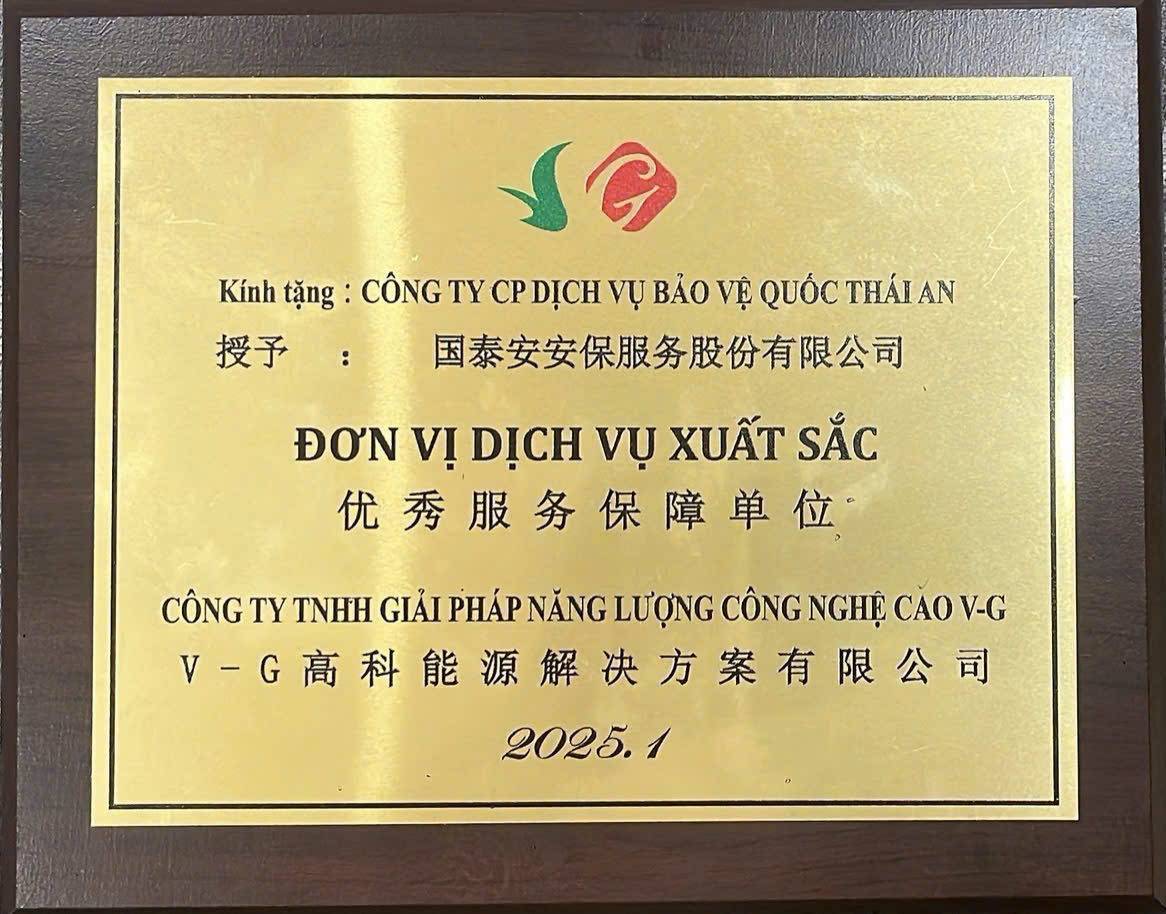 Kính tặng : CÔNG TY CP DỊCH VỤ BẢO VỆ QUỐC THÁI AN
授予 : 国泰安安保服务股份有限公司
ĐƠN VỊ DỊCH VỤ XUẤT SẮC
优秀服务保障单位
CÔNG TY TNHH GIẢI PHÁP NĂNG LƯỢNG CÔNG NGHỆ CAO V-G
V-G高科能源解决方案有限公司
2025.1